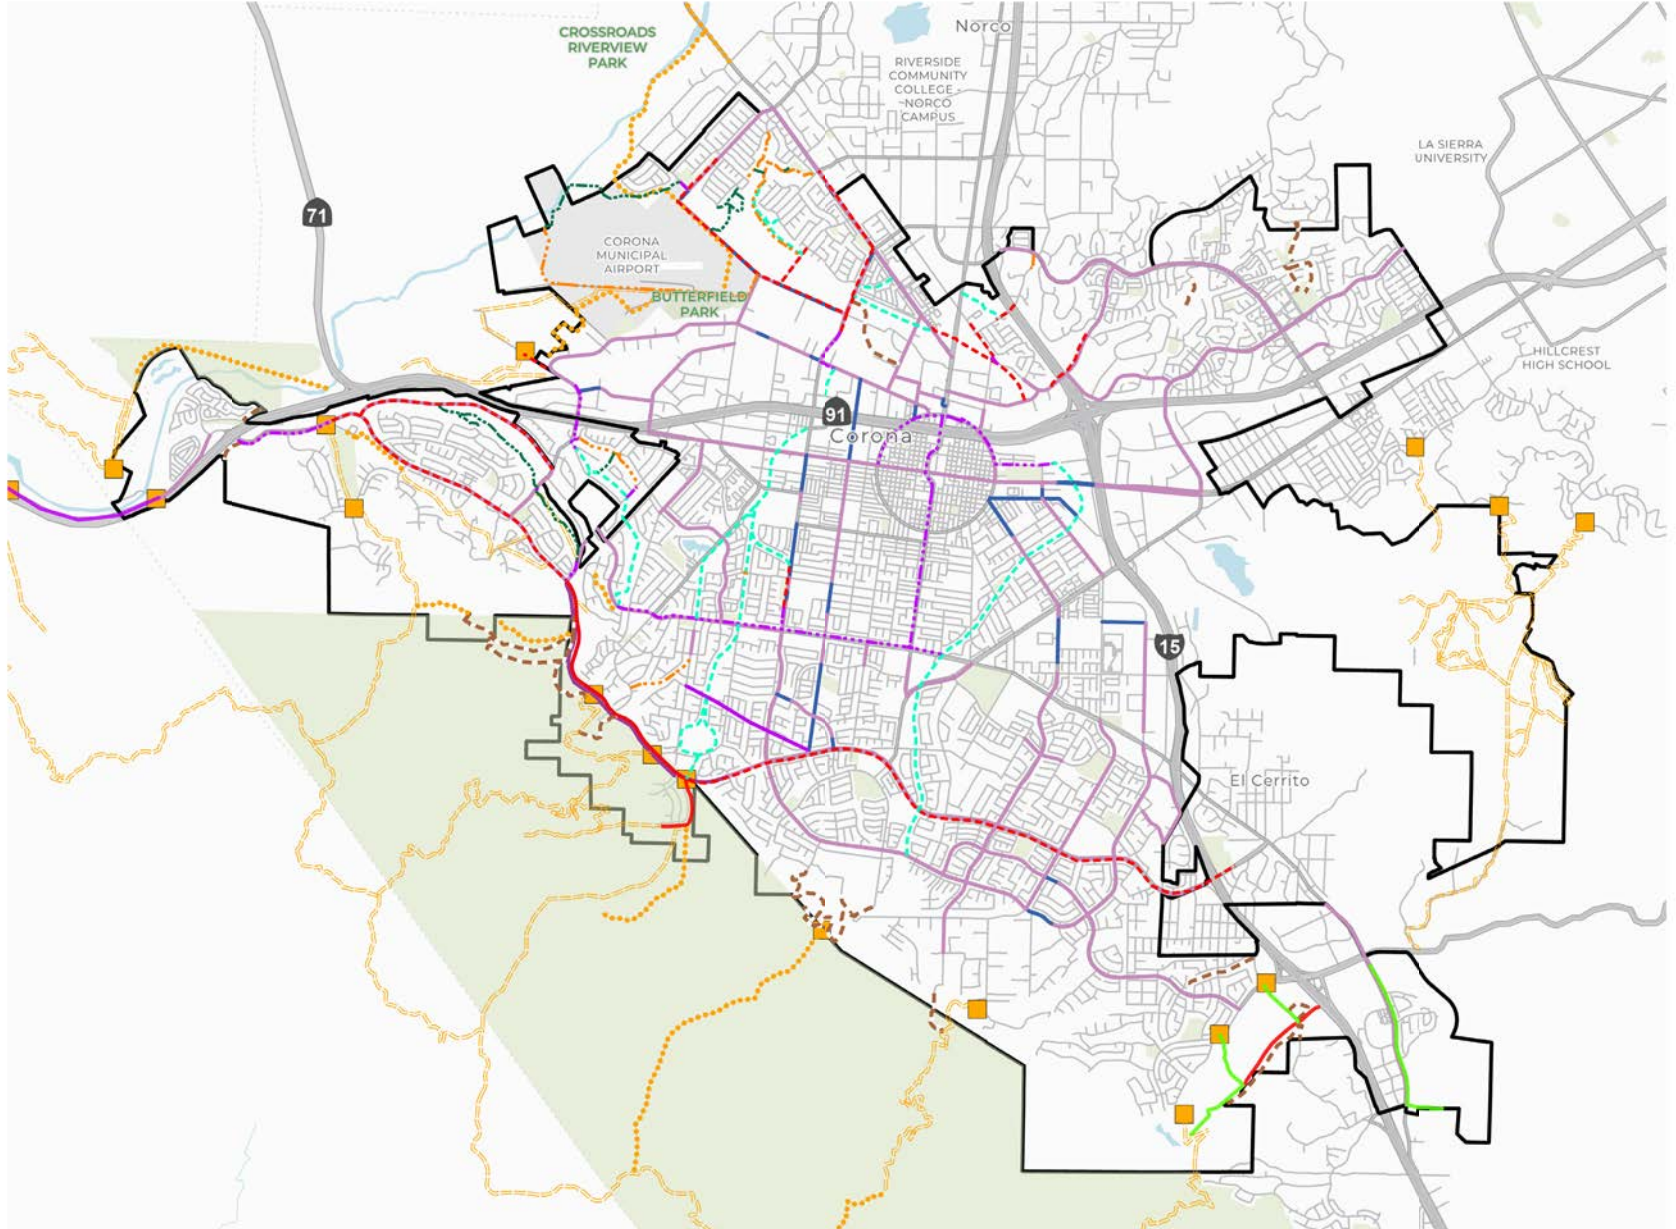 Norco
CROSSROADS
RIVERVIEW
PARK
RIVERSIDE
COMMUNITY
COLLEGE -
NORCO
CAMPUS
LA SIERRA
UNIVERSITY
71
CORONA
MUNICIPAL
AIRPORT
BUTTERFIELD
PARK
HILLCREST
HIGH SCHOOL
91
Corona
15
El Cerrito